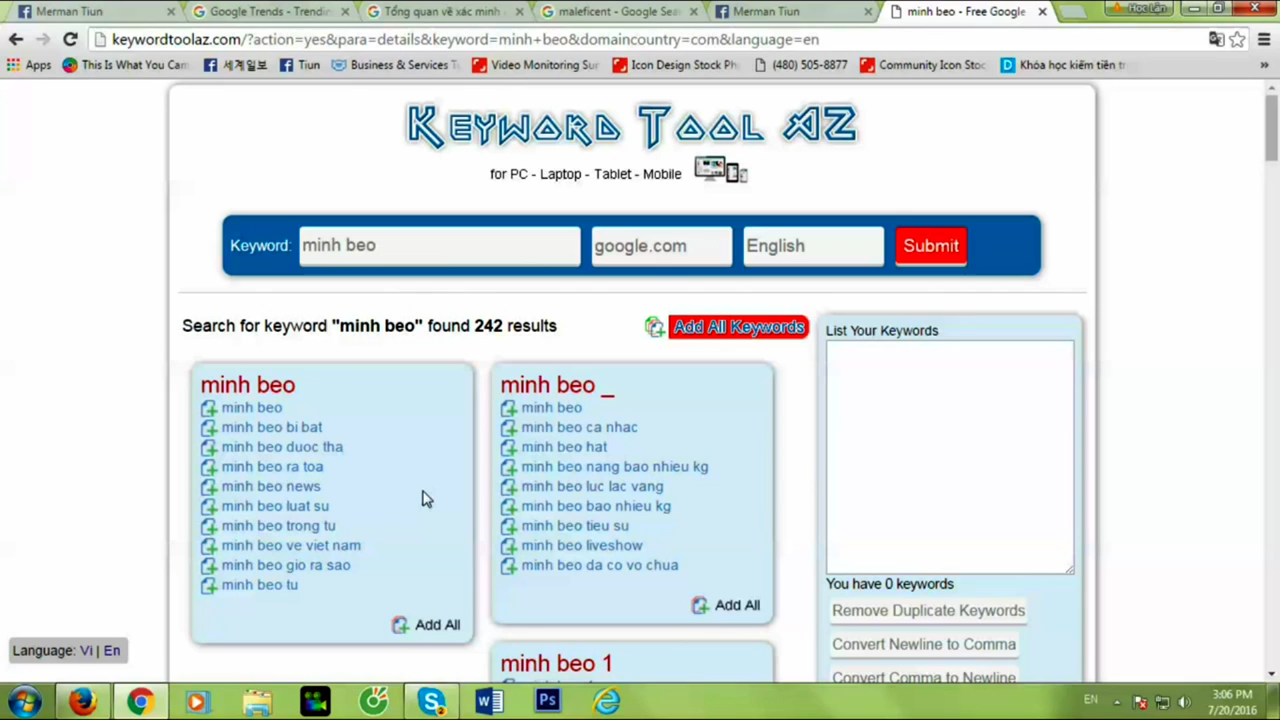 Merman Tiun
Google Trends - Trendin
Tổng quan về xác minh
maleficent - Google Sea
Merman Tiun
minh beo - Free Google
Học Lần
keywordtoolaz.com/?action=yes&para=details&keyword=minh+beo&domaincountry=com&language=en
Apps
This Is What You Can
세계일보
Tiun
Business & Services T
Video Monitoring Sur
Icon Design Stock Ph
(480) 505-8877
Community Icon Stoc
Khóa học kiếm tiền tr
»
Keyword Tool AZ
for PC - Laptop - Tablet - Mobile
Keyword:
minh beo
google.com
English
Submit
Search for keyword "minh beo" found 242 results
Add All Keywords
minh beo
minh beo
minh beo bi bat
minh beo duoc tha
minh beo ra toa
minh beo news
minh beo luat su
minh beo trong tu
minh beo ve viet nam
minh beo gio ra sao
minh beo tu
Add All
minh beo _
minh beo
minh beo ca nhac
minh beo hat
minh beo nang bao nhieu kg
minh beo luc lac vang
minh beo bao nhieu kg
minh beo tieu su
minh beo liveshow
minh beo da co vo chua
Add All
minh beo 1
List Your Keywords
You have 0 keywords
Remove Duplicate Keywords
Convert Newline to Comma
Convert Comma to Newline
Language: Vi | En
EN
3:06 PM
7/20/2016